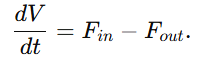 dV/dt = F_in − F_out.